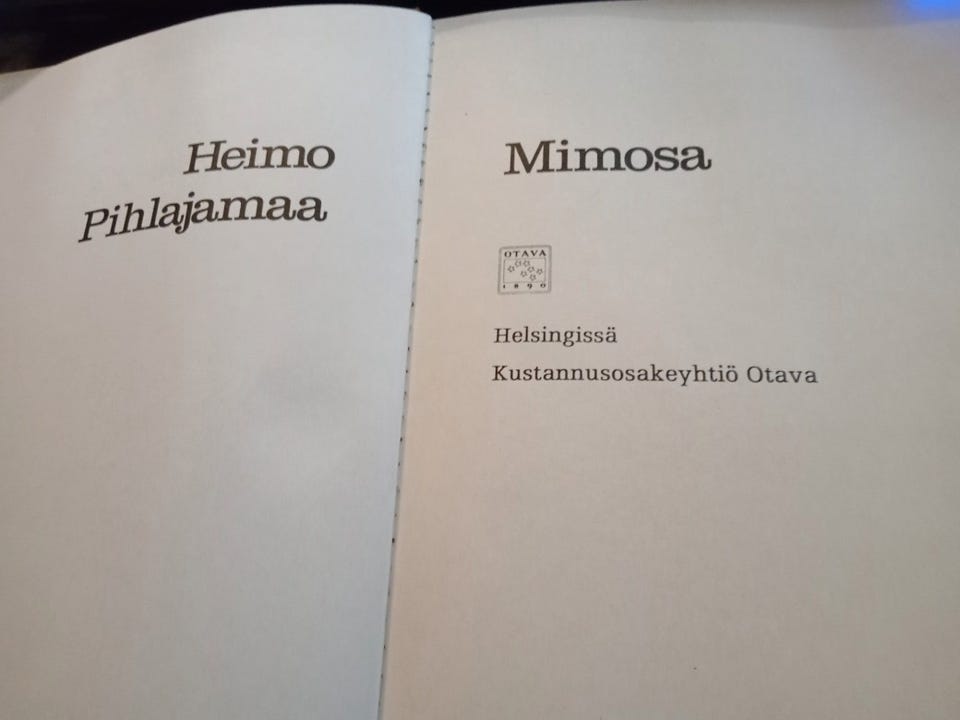 Heimo
Pihlajamaa
Mimosa
OTAVA
1890
Helsingissä
Kustannusosakeyhtiö Otava